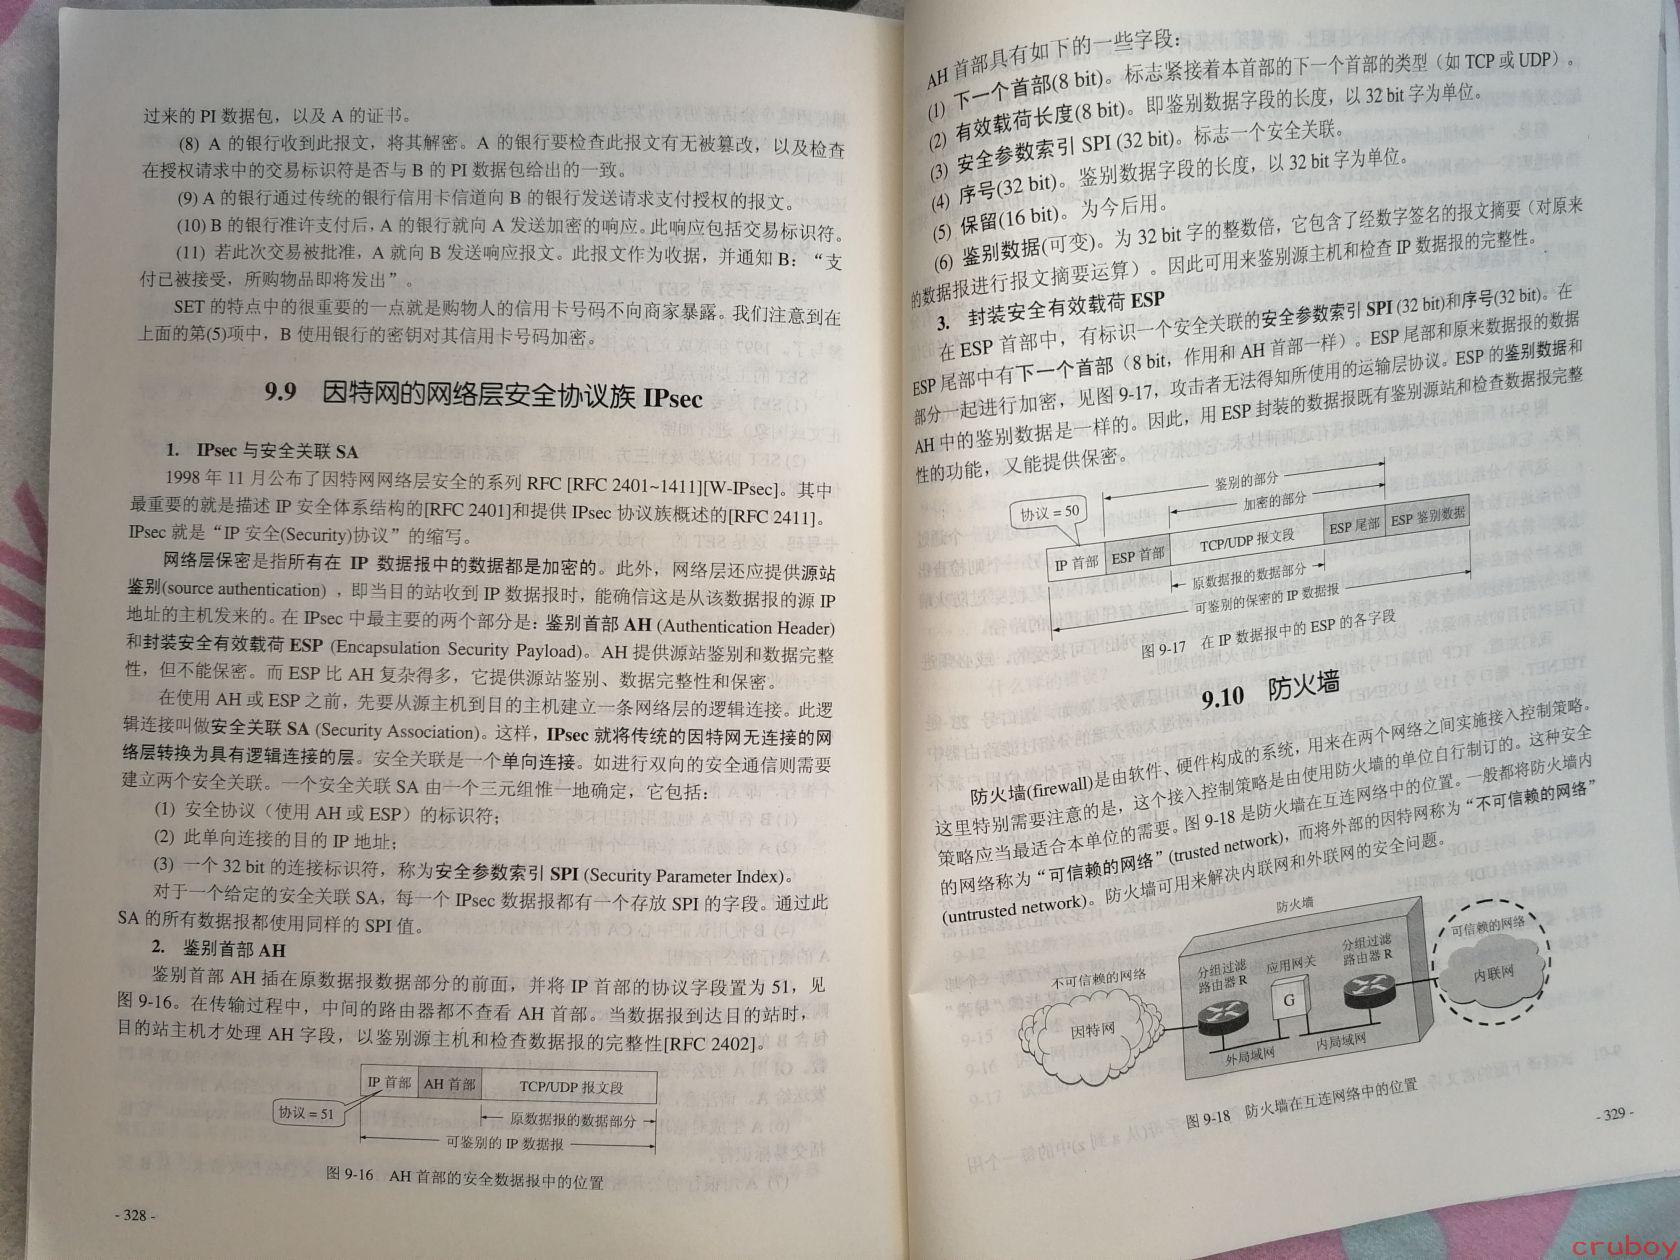 过来的 PI 数据包，以及 A 的证书。
(8) A 的银行收到此报文，将其解密。A 的银行要检查此报文有无被篡改，以及检查
在授权请求中的交易标识符是否与 B 的 PI 数据包给出的一致。
(9) A 的银行通过传统的银行信用卡信道向 B 的银行发送请求支付授权的报文。
(10) B 的银行准许支付后，A 的银行就向 A 发送加密的响应。此响应包括交易标识符。
(11) 若此次交易被批准，A 就向 B 发送响应报文。此报文作为收据，并通知 B：“支
付已被接受，所购物品即将发出”。
SET 的特点中的很重要的一点就是购物人的信用卡号码不向商家暴露。我们注意到在
上面的第(5)项中，B 使用银行的密钥对其信用卡号码加密。
9.9 因特网的网络层安全协议族 IPsec
1. IPsec 与安全关联 SA
1998 年 11 月公布了因特网网络层安全的系列 RFC [RFC 2401~1411][W-IPsec]。其中
最重要的就是描述 IP 安全体系结构的[RFC 2401]和提供 IPsec 协议族概述的[RFC 2411]。
IPsec 就是“IP 安全(Security)协议”的缩写。
网络层保密是指所有在 IP 数据报中的数据都是加密的。此外，网络层还应提供源站
鉴别(source authentication)，即当目的站收到 IP 数据报时，能确信这是从该数据报的源 IP
地址的主机发来的。在 IPsec 中最主要的两个部分是：鉴别首部 AH (Authentication Header)
和封装安全有效载荷 ESP (Encapsulation Security Payload)。AH 提供源站鉴别和数据完整
性，但不能保密。而 ESP 比 AH 复杂得多，它提供源站鉴别、数据完整性和保密。
在使用 AH 或 ESP 之前，先要从源主机到目的主机建立一条网络层的逻辑连接。此逻
辑连接叫做安全关联 SA (Security Association)。这样，IPsec 就将传统的因特网无连接的网
络层转换为具有逻辑连接的层。安全关联是一个单向连接。如进行双向的安全通信则需要
建立两个安全关联。一个安全关联 SA 由一个三元组惟一地确定，它包括：
(1) 安全协议（使用 AH 或 ESP）的标识符；
(2) 此单向连接的目的 IP 地址；
(3) 一个 32 bit 的连接标识符，称为安全参数索引 SPI (Security Parameter Index)。
对于一个给定的安全关联 SA，每一个 IPsec 数据报都有一个存放 SPI 的字段。通过此
SA 的所有数据报都使用同样的 SPI 值。
2. 鉴别首部 AH
鉴别首部 AH 插在原数据报数据部分的前面，并将 IP 首部的协议字段置为 51，见
图 9-16。在传输过程中，中间的路由器都不查看 AH 首部。当数据报到达目的站时，
目的站主机才处理 AH 字段，以鉴别源主机和检查数据报的完整性[RFC 2402]。
IP 首部 AH 首部 TCP/UDP 报文段
协议 = 51
原数据报的数据部分
可鉴别的 IP 数据报
图 9-16 AH 首部的安全数据报中的位置
- 328 -
AH 首部具有如下的一些字段：
(1) 下一个首部(8 bit)。标志紧接着本首部的下一个首部的类型（如 TCP 或 UDP）。
(2) 有效载荷长度(8 bit)。即鉴别数据字段的长度，以 32 bit 字为单位。
(3) 安全参数索引 SPI (32 bit)。标志一个安全关联。
(4) 序号(32 bit)。鉴别数据字段的长度，以 32 bit 字为单位。
(5) 保留(16 bit)。为今后用。
(6) 鉴别数据(可变)。为 32 bit 字的整数倍，它包含了经数字签名的报文摘要（对原来
的数据报进行报文摘要运算）。因此可用来鉴别源主机和检查 IP 数据报的完整性。
3. 封装安全有效载荷 ESP
在 ESP 首部中，有标识一个安全关联的安全参数索引 SPI (32 bit)和序号(32 bit)。在
ESP 尾部中有下一个首部（8 bit，作用和 AH 首部一样）。ESP 尾部和原来数据报的数据
部分一起进行加密，见图 9-17，攻击者无法得知所使用的运输层协议。ESP 的鉴别数据和
AH 中的鉴别数据是一样的。因此，用 ESP 封装的数据报既有鉴别源站和检查数据报完整
性的功能，又能提供保密。
鉴别的部分
加密的部分
协议 = 50
IP 首部 ESP 首部 TCP/UDP 报文段 ESP 尾部 ESP 鉴别数据
原数据报的数据部分
可鉴别的保密的 IP 数据报
图 9-17 在 IP 数据报中的 ESP 的各字段
9.10 防火墙
防火墙(firewall)是由软件、硬件构成的系统，用来在两个网络之间实施接入控制策略。
这里特别需要注意的是，这个接入控制策略是由使用防火墙的单位自行制订的。这种安全
策略应当最适合本单位的需要。图 9-18 是防火墙在互连网络中的位置。一般都将防火墙内
的网络称为“可信赖的网络”(trusted network)，而将外部的因特网称为“不可信赖的网络”
(untrusted network)。防火墙可用来解决内联网和外联网的安全问题。
防火墙
不可信赖的网络
分组过滤
路由器 R
应用网关
分组过滤
路由器 R
可信赖的网络
因特网
G
内联网
外局域网
内局域网
图 9-18 防火墙在互连网络中的位置
- 329 -
cruboy